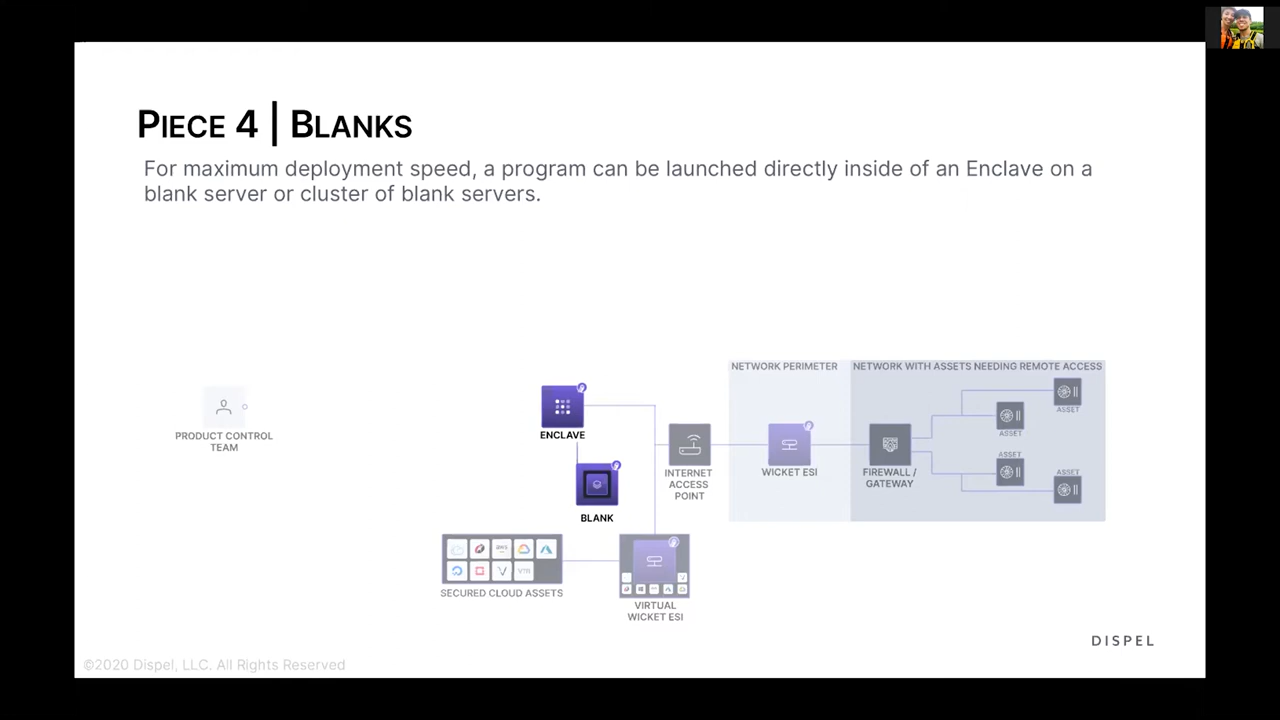 PIECE 4 | BLANKS
For maximum deployment speed, a program can be launched directly inside of an Enclave on a
blank server or cluster of blank servers.
NETWORK PERIMETER
NETWORK WITH ASSETS NEEDING REMOTE ACCESS
ASSET
ASSET
PRODUCT CONTROL
TEAM
ENCLAVE
INTERNET
ACCESS
POINT
WICKET ESI
FIREWALL /
GATEWAY
ASSET
ASSET
BLANK
SECURED CLOUD ASSETS
VIRTUAL
WICKET ESI
DISPEL
©2020 Dispel, LLC. All Rights Reserved